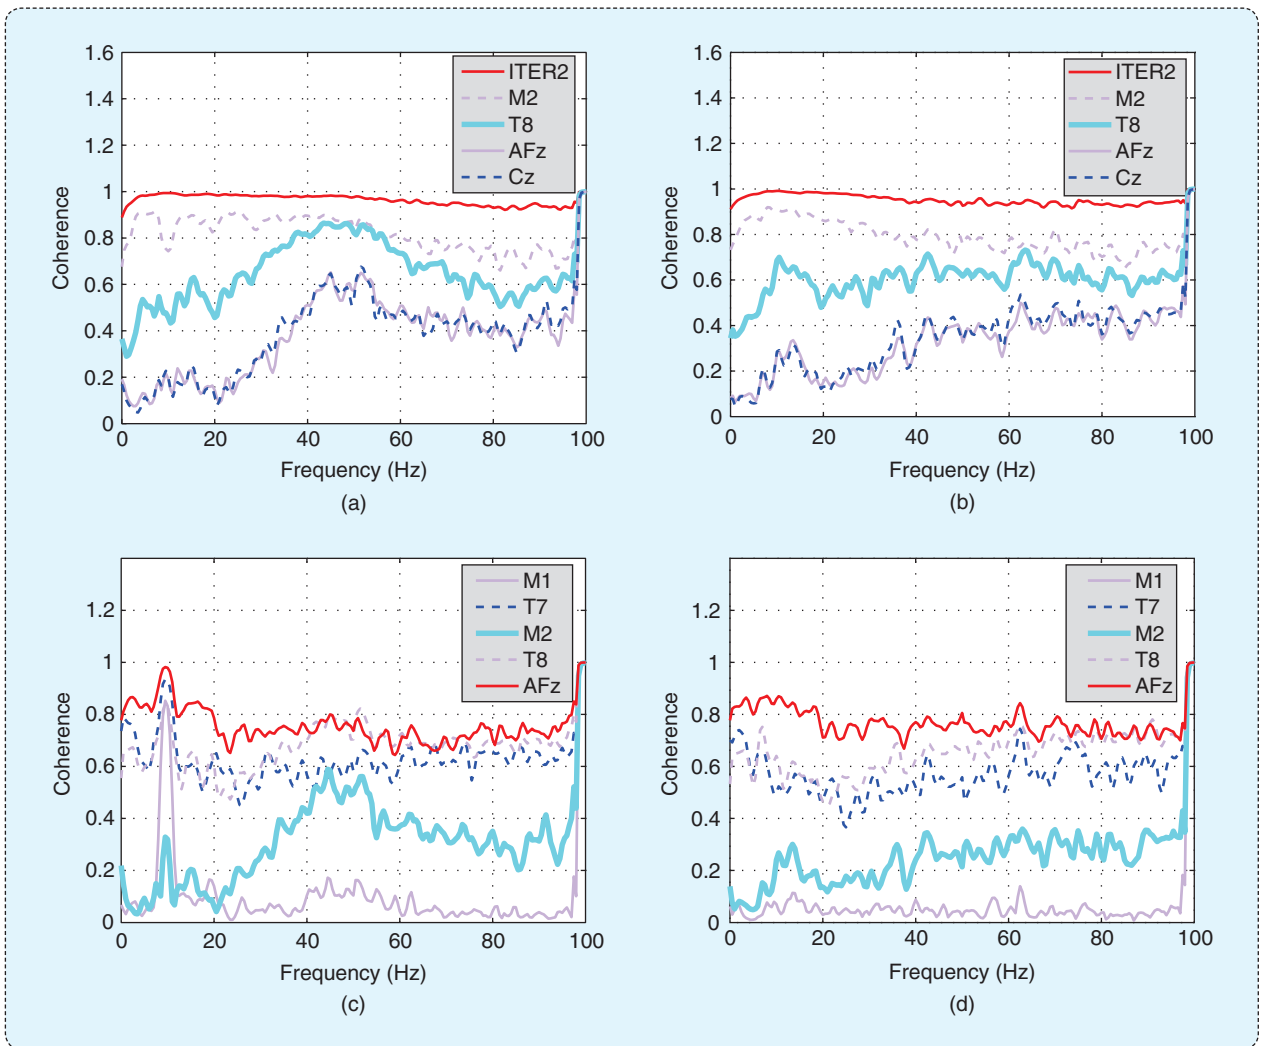 1.6
1.4
1.2
1
0.8
0.6
0.4
0.2
0
Coherence
ITER2
M2
T8
AFz
Cz
0 20 40 60 80 100
Frequency (Hz)
(a)
1.6
1.4
1.2
1
0.8
0.6
0.4
0.2
0
Coherence
ITER2
M2
T8
AFz
Cz
0 20 40 60 80 100
Frequency (Hz)
(b)
1.2
1
0.8
0.6
0.4
0.2
0
Coherence
M1
T7
M2
T8
AFz
0 20 40 60 80 100
Frequency (Hz)
(c)
1.2
1
0.8
0.6
0.4
0.2
0
Coherence
M1
T7
M2
T8
AFz
0 20 40 60 80 100
Frequency (Hz)
(d)